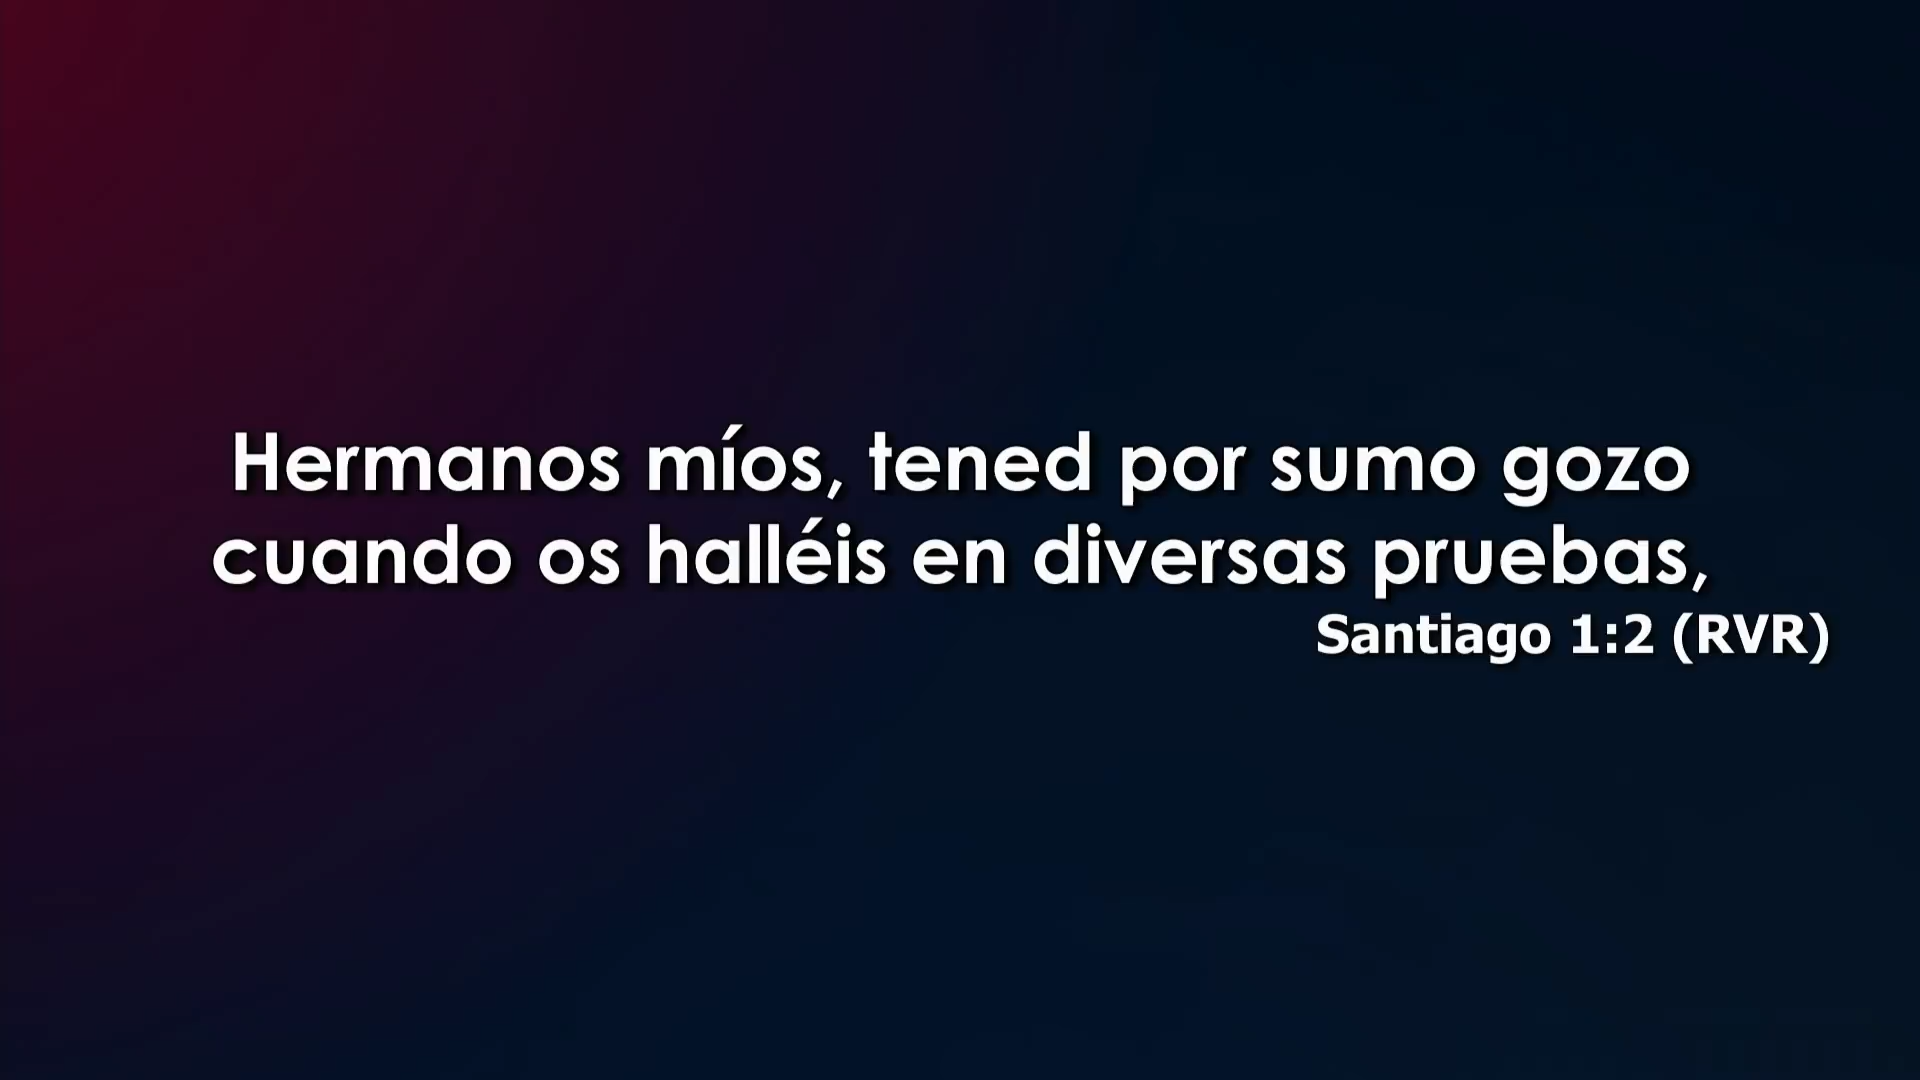 Hermanos míos, tened por sumo gozo
cuando os halléis en diversas pruebas,
Santiago 1:2 (RVR)